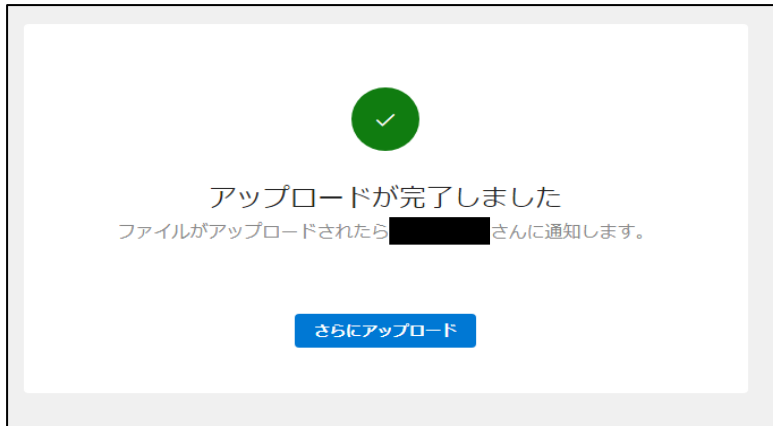 アップロードが完了しました
ファイルがアップロードされたら さんに通知します。
さらにアップロード